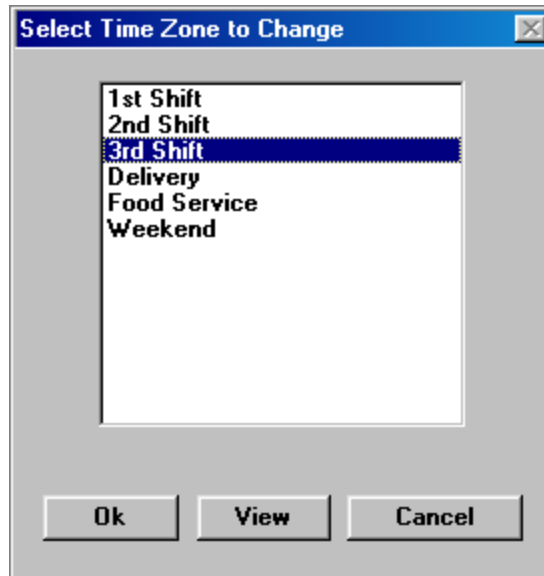 Select Time Zone to Change
1st Shift
2nd Shift
3rd Shift
Delivery
Food Service
Weekend
Ok View Cancel